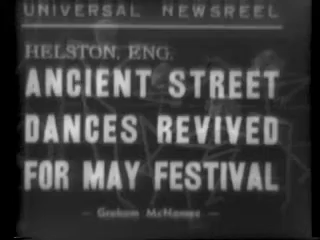 UNIVERSAL NEWSREEL
HELSTON, ENG.
ANCIENT STREET
DANCES REVIVED
FOR MAY FESTIVAL
— Graham McNamee —